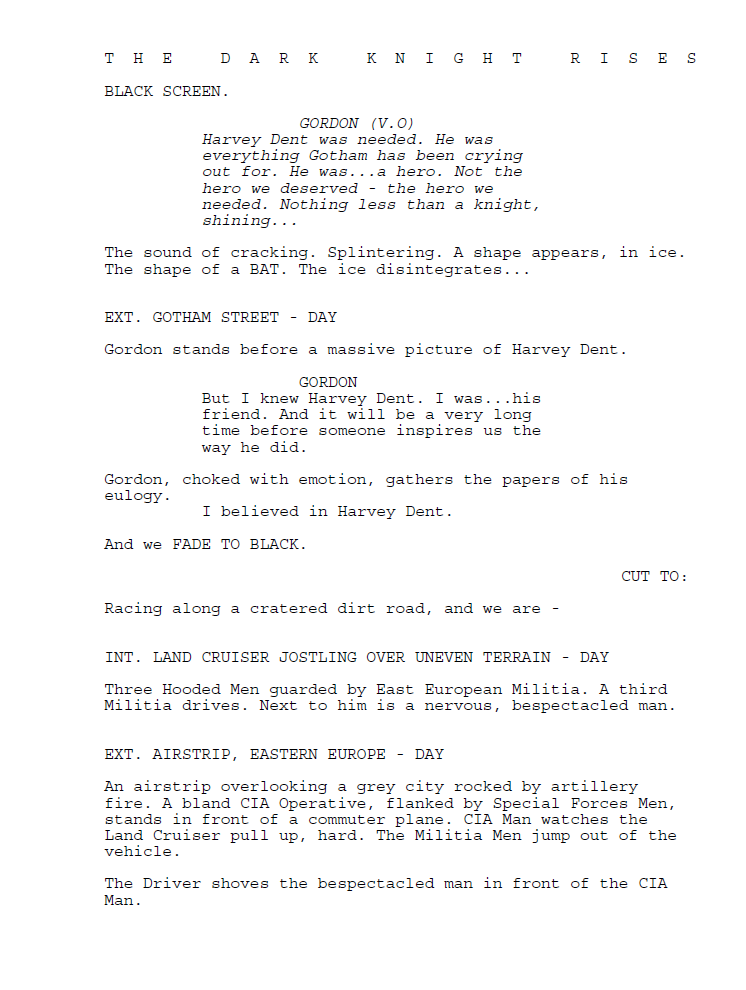 THE DARK KNIGHT RISES
BLACK SCREEN.
GORDON (V.O)
Harvey Dent was needed. He was
everything Gotham has been crying
out for. He was...a hero. Not the
hero we deserved - the hero we
needed. Nothing less than a knight,
shining...
The sound of cracking. Splintering. A shape appears, in ice.
The shape of a BAT. The ice disintegrates...
EXT. GOTHAM STREET - DAY
Gordon stands before a massive picture of Harvey Dent.
GORDON
But I knew Harvey Dent. I was...his
friend. And it will be a very long
time before someone inspires us the
way he did.
Gordon, choked with emotion, gathers the papers of his
eulogy.
I believed in Harvey Dent.
And we FADE TO BLACK.
CUT TO:
Racing along a cratered dirt road, and we are -
INT. LAND CRUISER JOSTLING OVER UNEVEN TERRAIN - DAY
Three Hooded Men guarded by East European Militia. A third
Militia drives. Next to him is a nervous, bespectacled man.
EXT. AIRSTRIP, EASTERN EUROPE - DAY
An airstrip overlooking a grey city rocked by artillery
fire. A bland CIA Operative, flanked by Special Forces Men,
stands in front of a commuter plane. CIA Man watches the
Land Cruiser pull up, hard. The Militia Men jump out of the
vehicle.
The Driver shoves the bespectacled man in front of the CIA
Man.